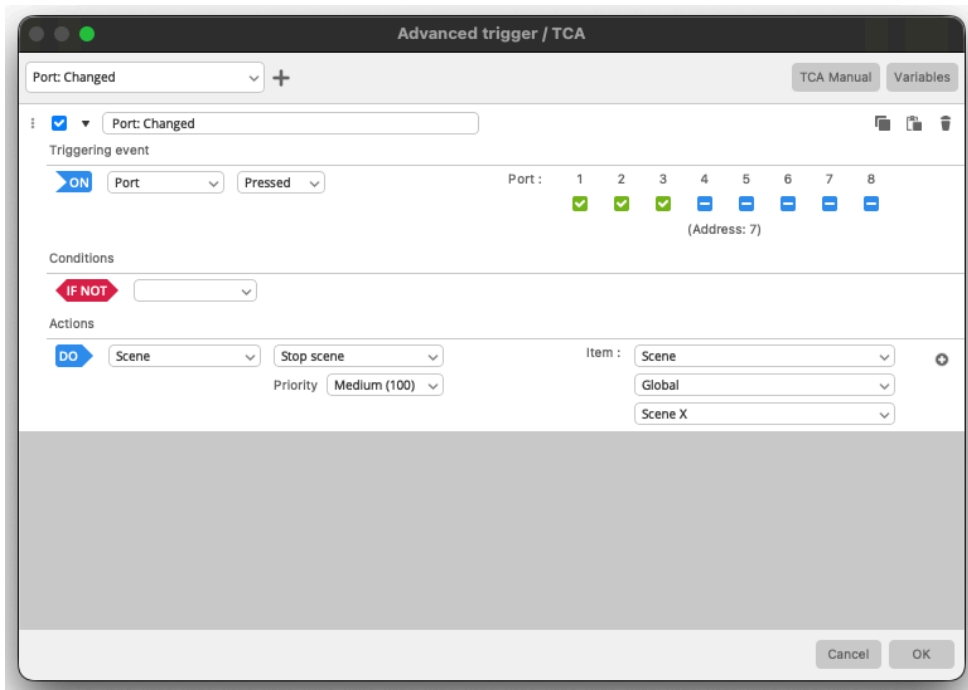 Advanced trigger / TCA
Port: Changed
TCA Manual
Variables
Port: Changed
Triggering event
ON Port Pressed Port : 1 2 3 4 5 6 7 8
(Address: 7)
Conditions
IF NOT
Actions
DO Scene Stop scene Item : Scene
Priority Medium (100) Global
Scene X
Cancel OK